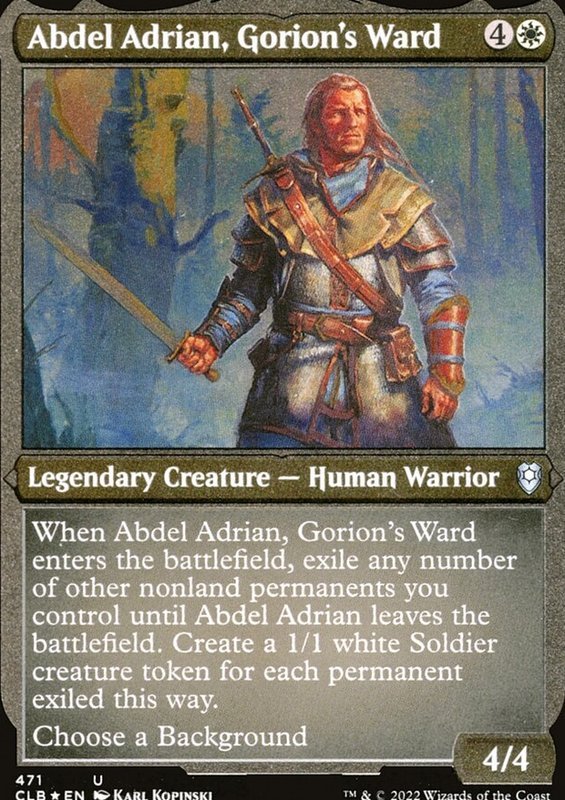 Abdel Adrian, Gorion's Ward 4
Legendary Creature — Human Warrior
When Abdel Adrian, Gorion's Ward
enters the battlefield, exile any number
of other nonland permanents you
control until Abdel Adrian leaves the
battlefield. Create a 1/1 white Soldier
creature token for each permanent
exiled this way.
Choose a Background
4/4
471 U
CLB ★ EN Karl Kopinski ™ & © 2022 Wizards of the Coast